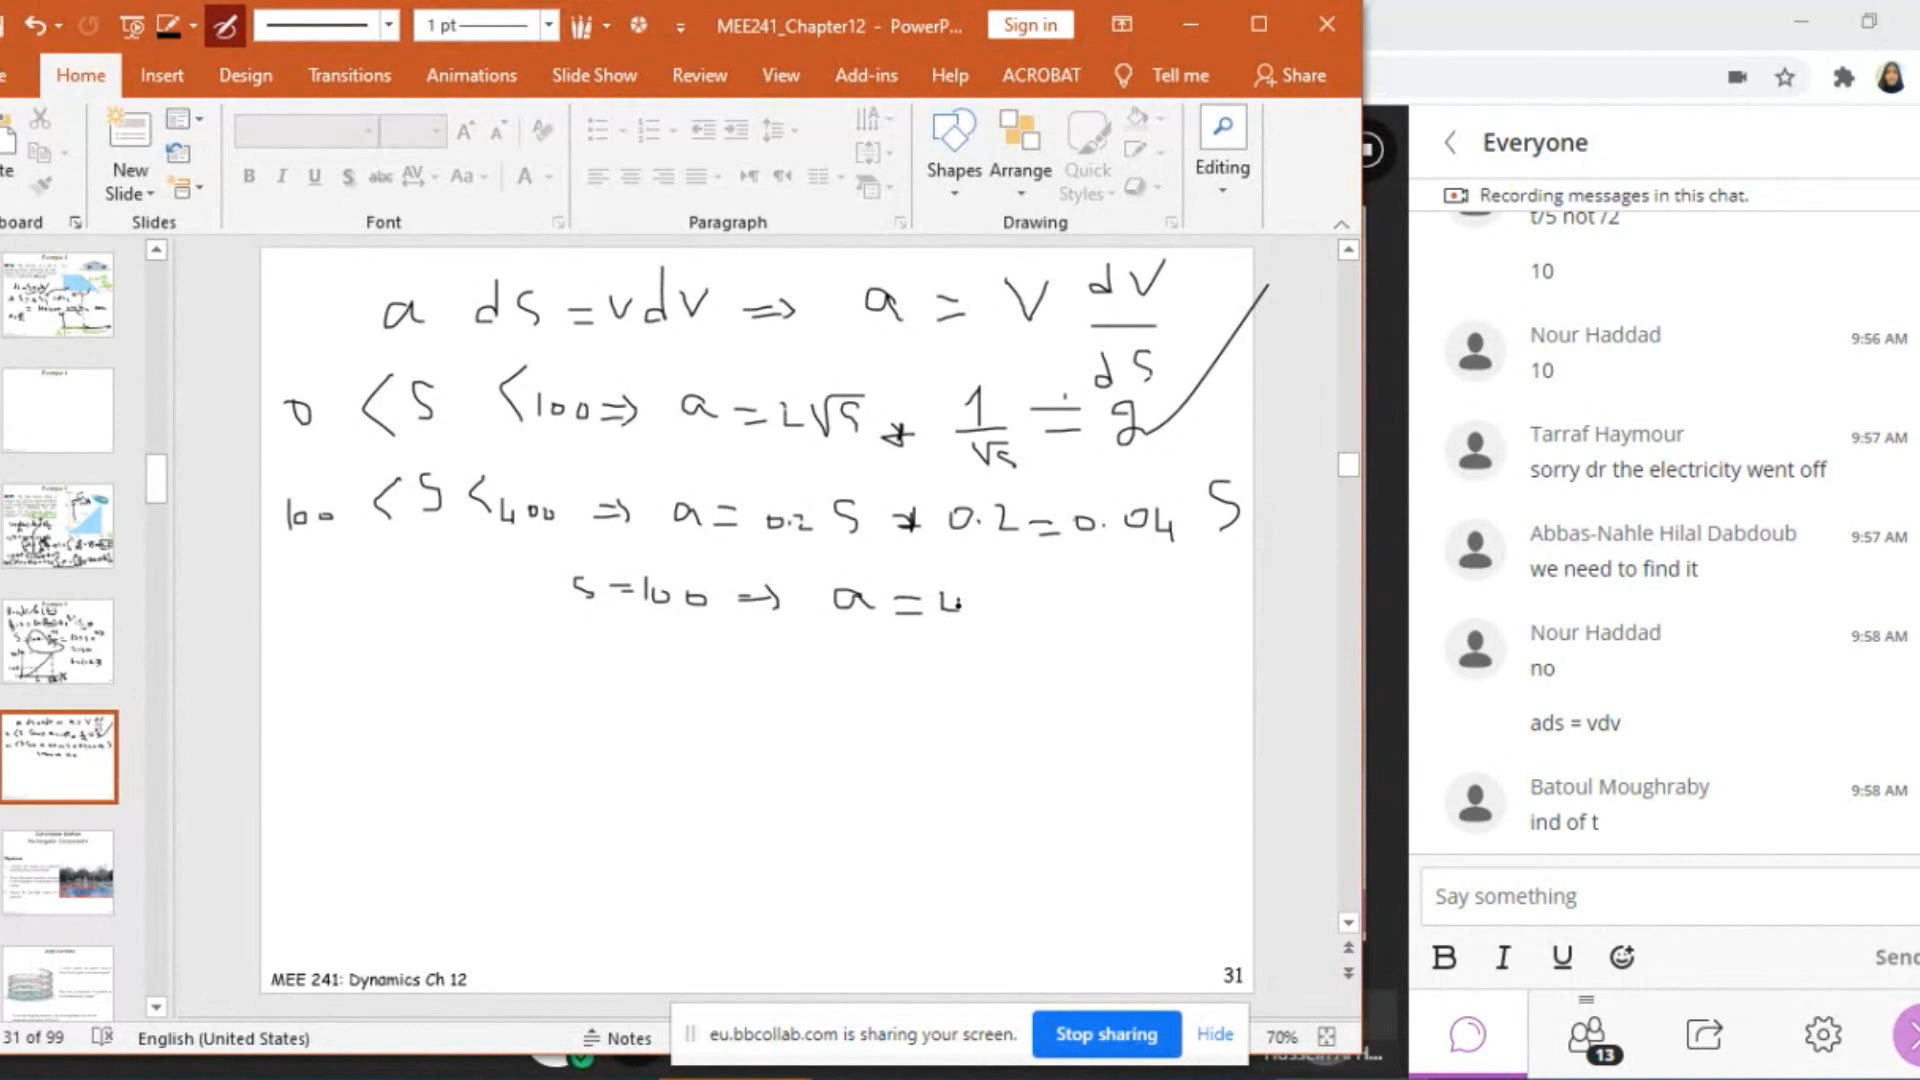 1 pt
MEE241_Chapter12 - PowerP...
Sign in
Home Insert Design Transitions Animations Slide Show Review View Add-ins Help ACROBAT Tell me Share
New
Slide
Shapes Arrange Quick
Styles
Editing
Slides Font Paragraph Drawing
a ds = vdv ⇒ a = V dV/dS
0 < S < 100 ⇒ a = 2√S * 1/√S = 2
100 < S < 400 ⇒ a = 0.2 S * 0.2 = 0.04 S
S = 100 ⇒ a = 4
MEE 241: Dynamics Ch 12
31
31 of 99
English (United States)
Notes
eu.bbcollab.com is sharing your screen.
Stop sharing
Hide
70%
Everyone
Recording messages in this chat.
t/5 not /2
10
Nour Haddad 9:56 AM
10
Tarraf Haymour 9:57 AM
sorry dr the electricity went off
Abbas-Nahle Hilal Dabdoub 9:57 AM
we need to find it
Nour Haddad 9:58 AM
no
ads = vdv
Batoul Moughraby 9:58 AM
ind of t
Say something
B I U
Send
13